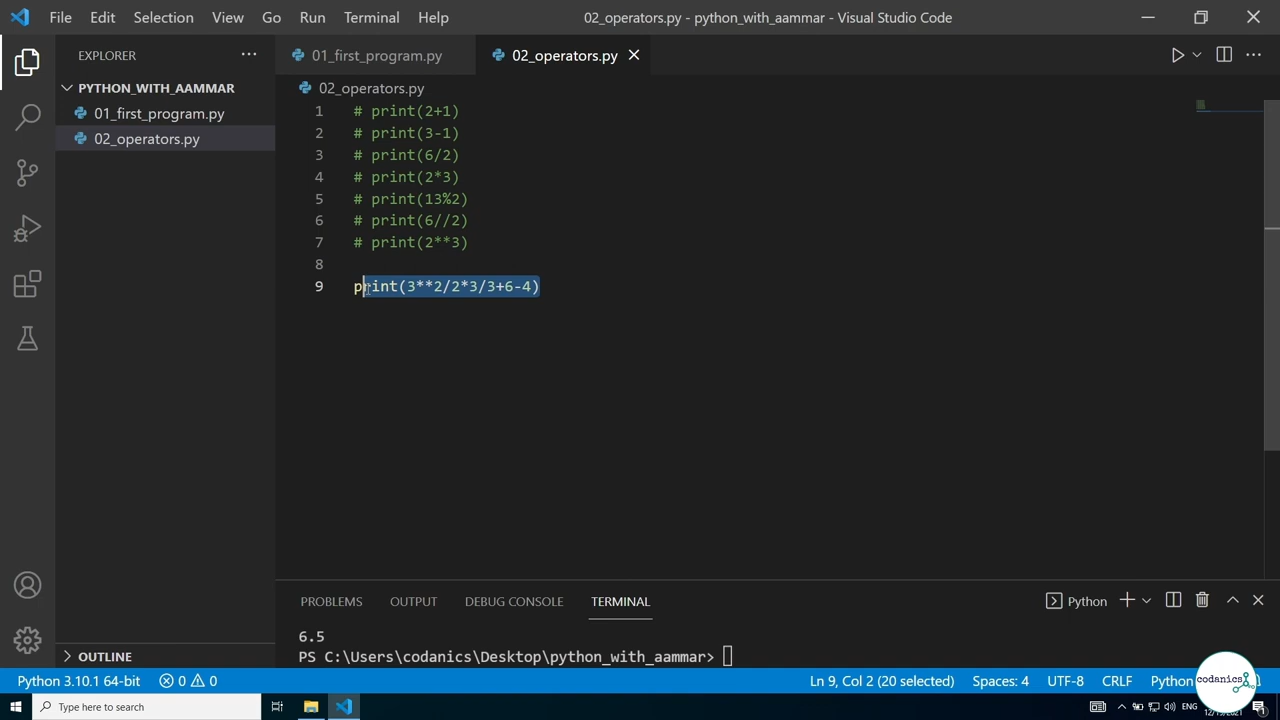 File Edit Selection View Go Run Terminal Help 02_operators.py - python_with_aammar - Visual Studio Code
EXPLORER
01_first_program.py 02_operators.py
PYTHON_WITH_AAMMAR
01_first_program.py
02_operators.py
02_operators.py
1 # print(2+1)
2 # print(3-1)
3 # print(6/2)
4 # print(2*3)
5 # print(13%2)
6 # print(6//2)
7 # print(2**3)
8
9 print(3**2/2*3/3+6-4)
PROBLEMS OUTPUT DEBUG CONSOLE TERMINAL Python
6.5
PS C:\Users\codanics\Desktop\python_with_aammar>
OUTLINE
Python 3.10.1 64-bit 0 0 Ln 9, Col 2 (20 selected) Spaces: 4 UTF-8 CRLF Python
codanics
Type here to search ENG